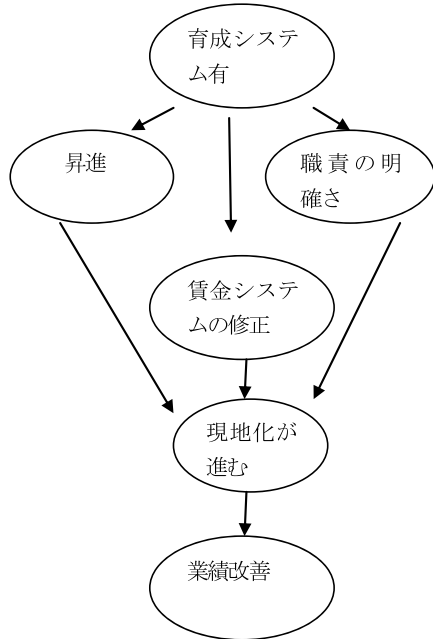 育成システ
ム有
昇進
職責の明
確さ
賃金システ
ムの修正
現地化が
進む
業績改善